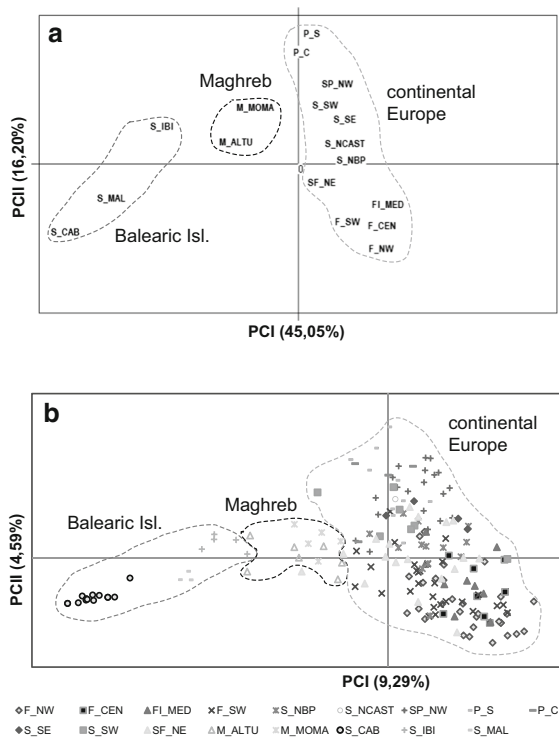 a
P_S
P_C
Maghreb
SP_NW
continental
Europe
M_MOMA
S_SW
S_IBI
S_SE
M_ALTU
S_NCAST
S_NBP
0
SF_NE
S_MAL
FI_MED
S_CAB
F_SW
F_CEN
Balearic Isl.
F_NW
PCII (16,20%)
PCI (45,05%)
b
continental
Europe
Maghreb
Balearic Isl.
PCII (4,59%)
PCI (9,29%)
F_NW F_CEN FI_MED F_SW S_NBP S_NCAST SP_NW P_S P_C
S_SE S_SW SF_NE M_ALTU M_MOMA S_CAB S_IBI S_MAL